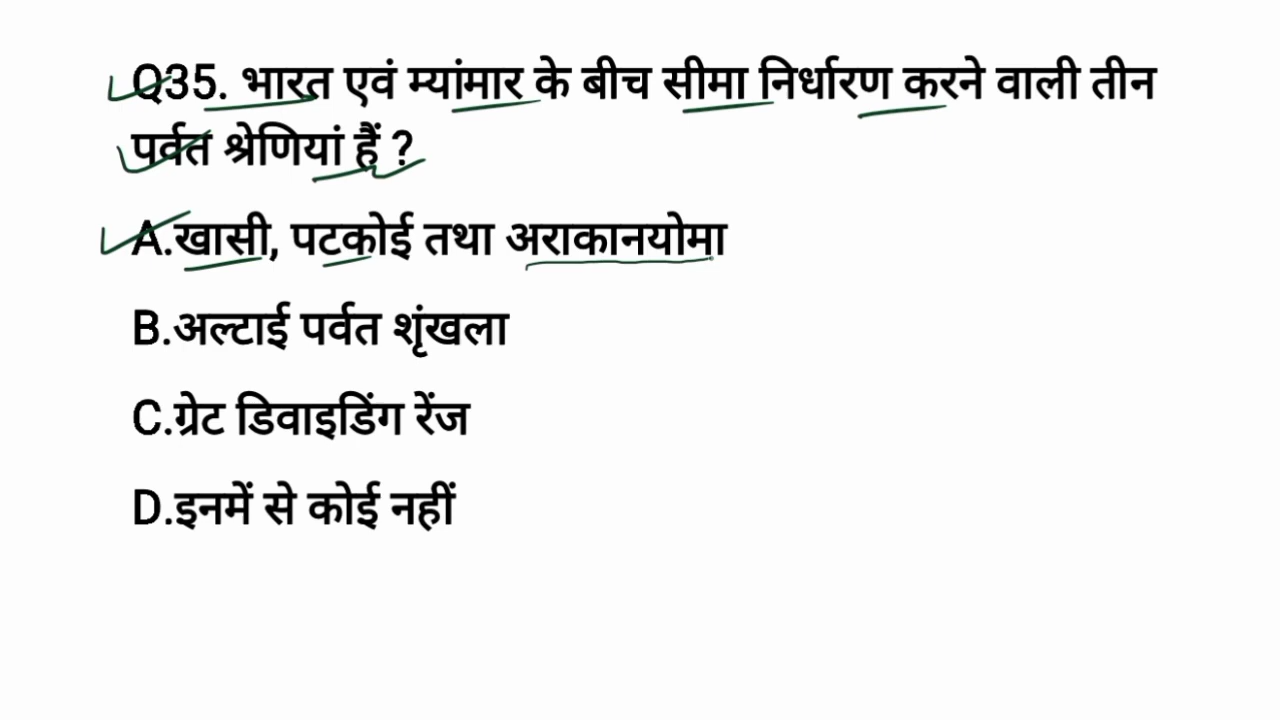 Q35. भारत एवं म्यांमार के बीच सीमा निर्धारण करने वाली तीन
पर्वत श्रेणियां हैं ?
A.खासी, पटकोई तथा अराकानयोमा
B.अल्टाई पर्वत शृंखला
C.ग्रेट डिवाइडिंग रेंज
D.इनमें से कोई नहीं